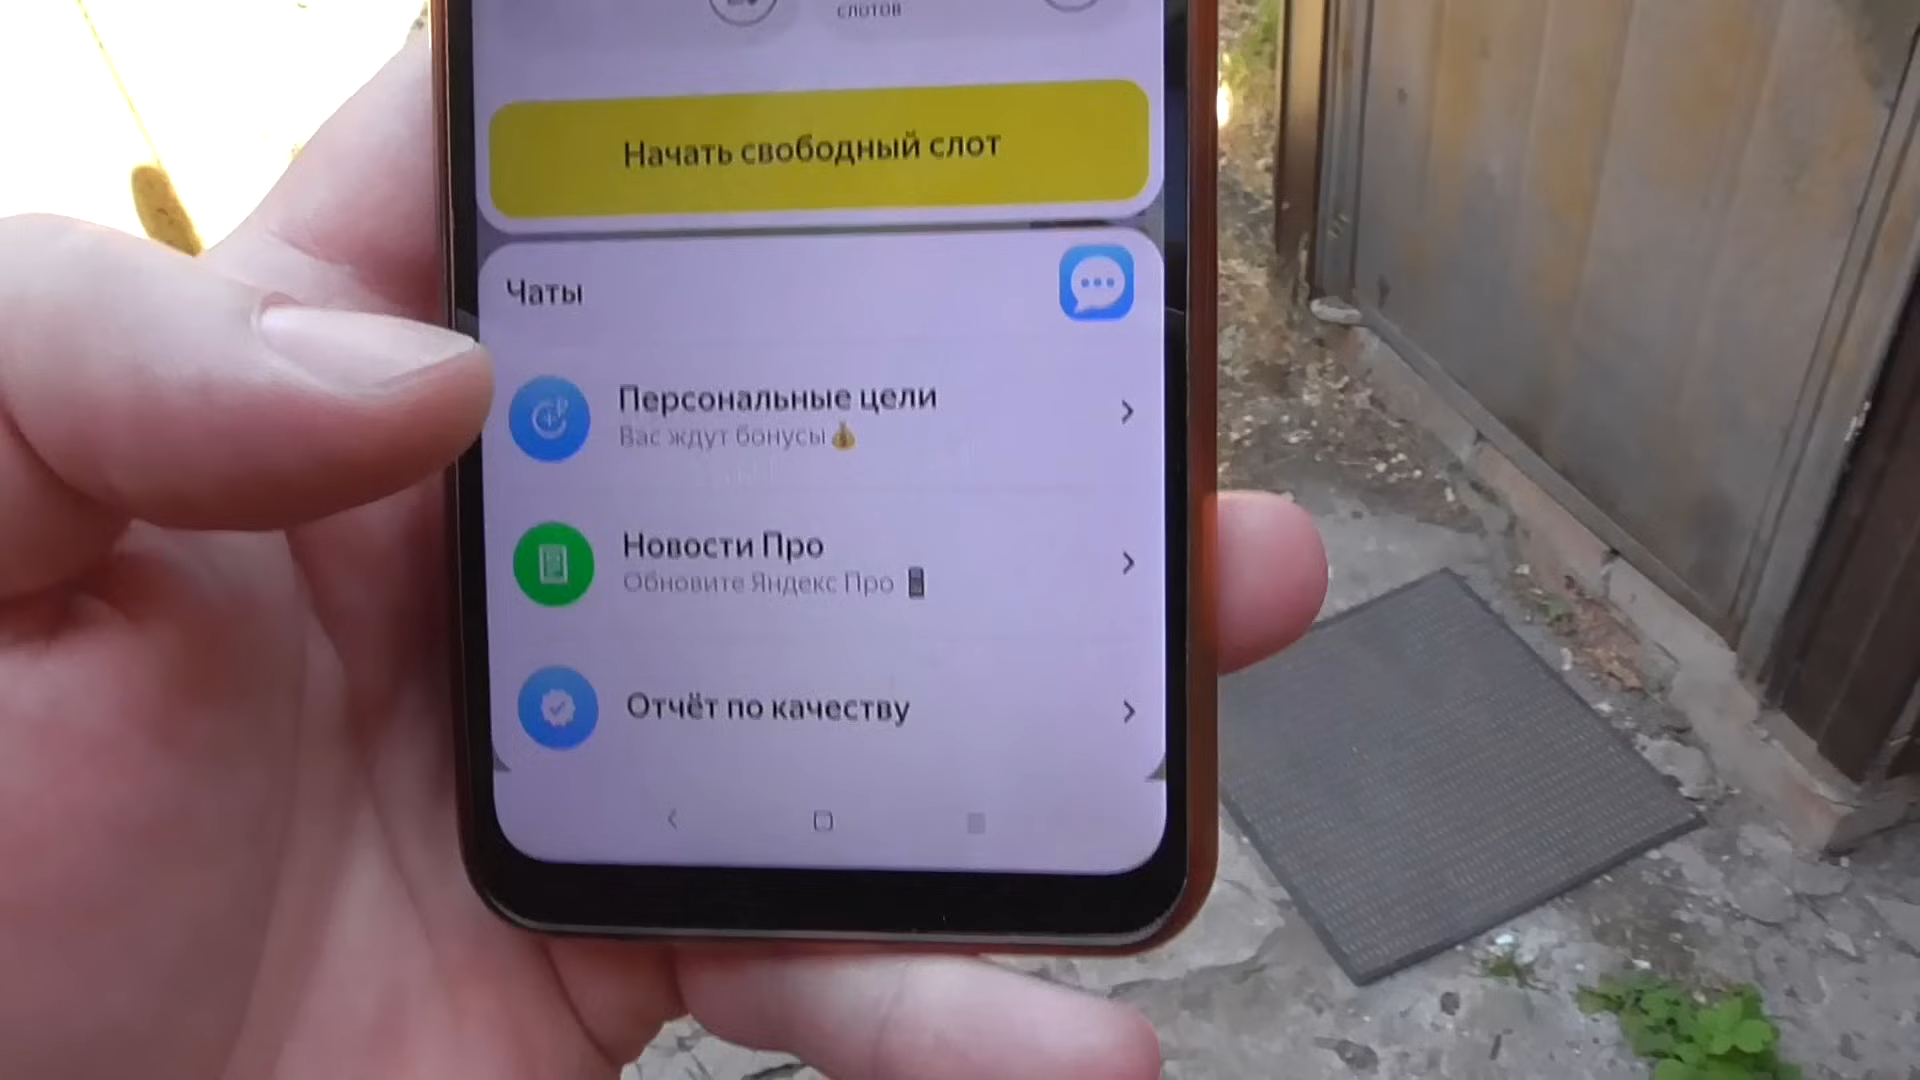 слотов
Начать свободный слот
Чаты
Персональные цели
Вас ждут бонусы💰
Новости Про
Обновите Яндекс Про 📱
Отчёт по качеству